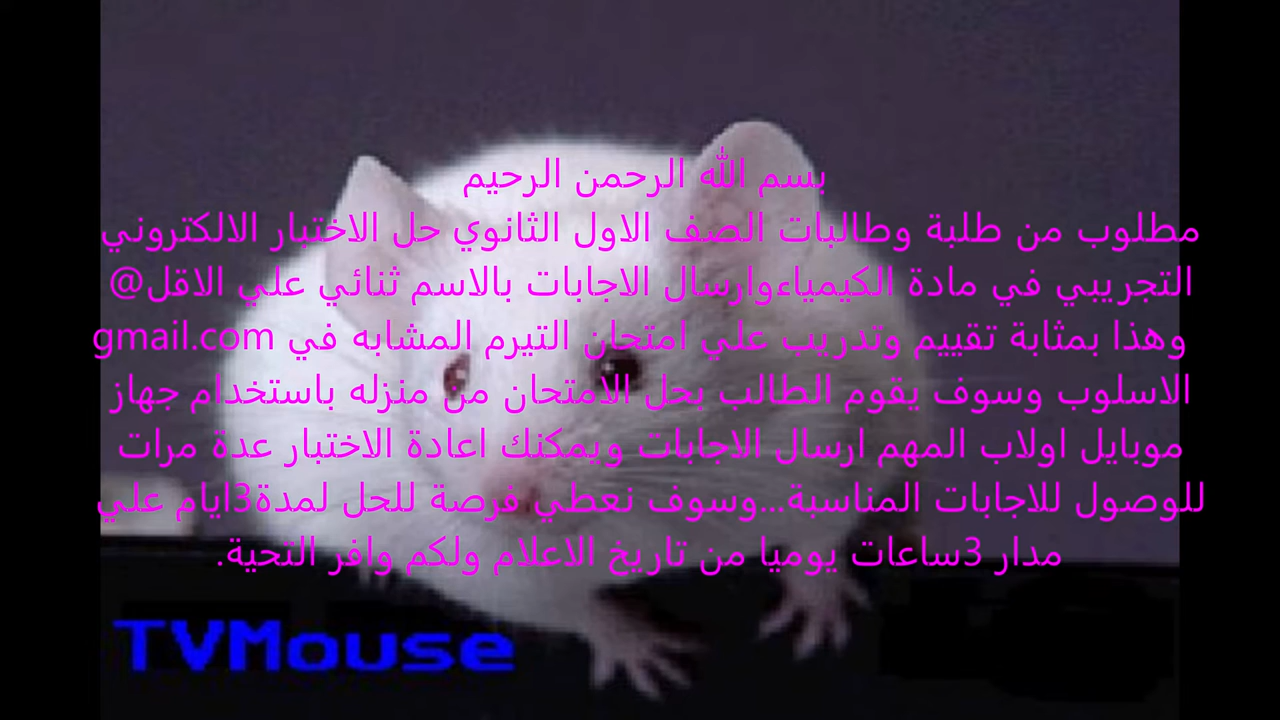 بسم الله الرحمن الرحيم
مطلوب من طلبة وطالبات الصف الاول الثانوي حل الاختبار الالكتروني
التجريبي في مادة الكيمياءوارسال الاجابات بالاسم ثنائي علي الاقل@
وهذا بمثابة تقييم وتدريب علي امتحان التيرم المشابه في gmail.com
الاسلوب وسوف يقوم الطالب بحل الامتحان من منزله باستخدام جهاز
موبايل اولاب المهم ارسال الاجابات ويمكنك اعادة الاختبار عدة مرات
للوصول للاجابات المناسبة...وسوف نعطي فرصة للحل لمدة3ايام علي
مدار 3ساعات يوميا من تاريخ الاعلام ولكم وافر التحية.
TVMouse